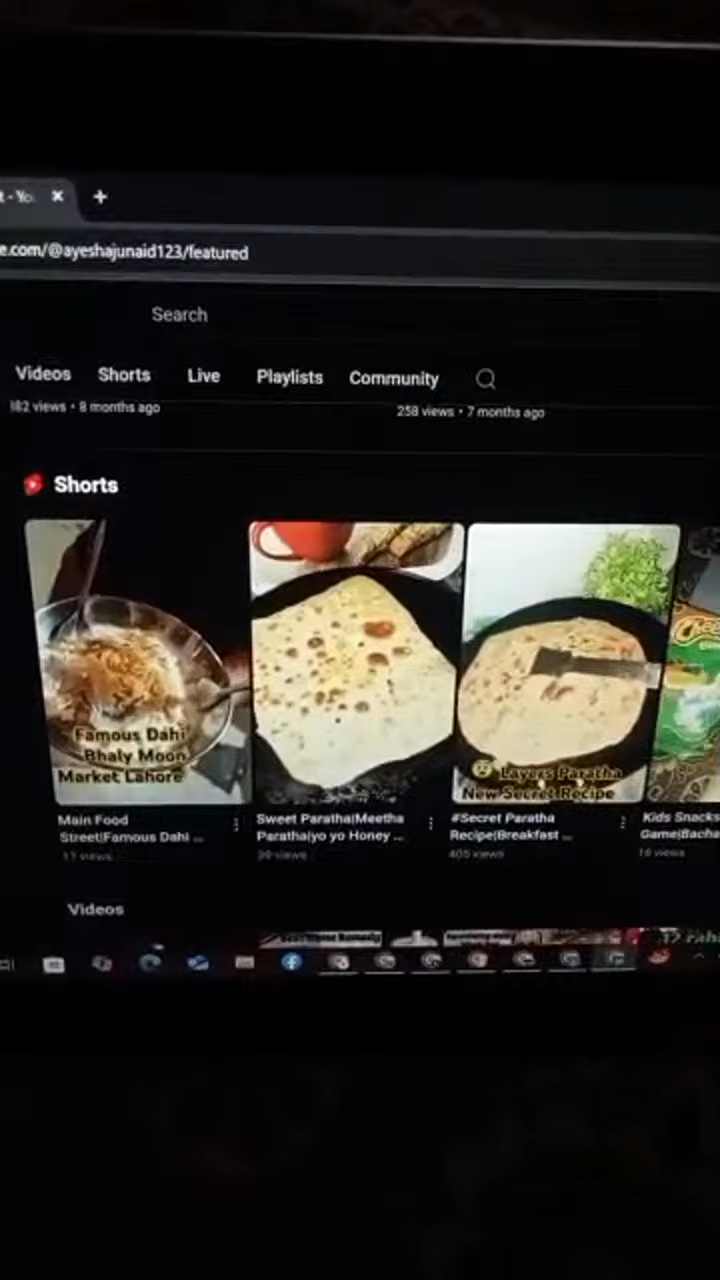 e.com/@ayeshajunaid123/featured
Search
Videos Shorts Live Playlists Community
182 views • 8 months ago
258 views • 7 months ago
Shorts
Famous Dahi
Bhaly Moon
Market Lahore
Layers Paratha
New Secret Recipe
Main Food
Street|Famous Dahi ...
17 views
Sweet Paratha|Meetha
Paratha|yo yo Honey ...
39 views
#Secret Paratha
Recipe|Breakfast ...
405 views
Kids Snacks
Game|Bacha
16 views
Videos